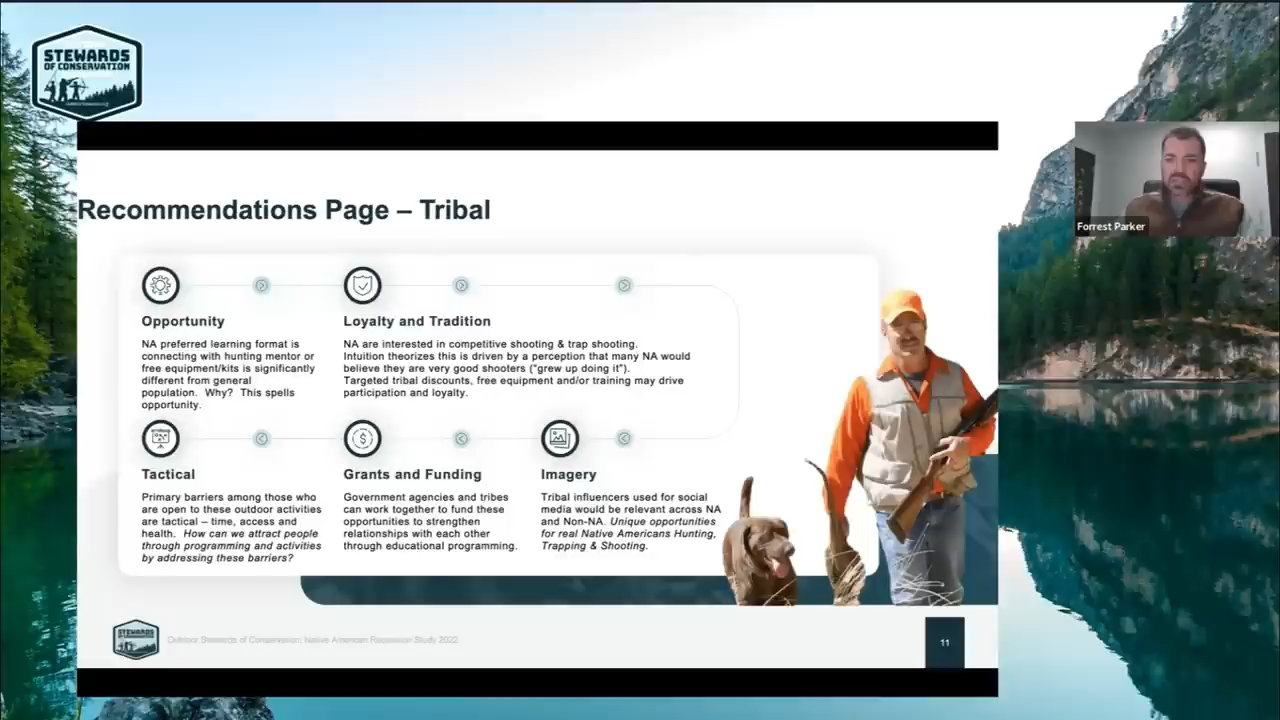 STEWARDS
OF CONSERVATION
Forrest Parker
Recommendations Page – Tribal
Opportunity
NA preferred learning format is
connecting with hunting mentor or
free equipment/kits is significantly
different from general
population.  Why?  This spells
opportunity.
Loyalty and Tradition
NA are interested in competitive shooting & trap shooting.
Intuition theorizes this is driven by a perception that many NA would
believe they are very good shooters ("grew up doing it").
Targeted tribal discounts, free equipment and/or training may drive
participation and loyalty.
Tactical
Primary barriers among those who
are open to these outdoor activities
are tactical – time, access and
health.  How can we attract people
through programming and activities
by addressing these barriers?
Grants and Funding
Government agencies and tribes
can work together to fund these
opportunities to strengthen
relationships with each other
through educational programming.
Imagery
Tribal influencers used for social
media would be relevant across NA
and Non-NA. Unique opportunities
for real Native Americans Hunting,
Trapping & Shooting.
STEWARDS
OF CONSERVATION
Outdoor Stewards of Conservation: Native American Recession Study 2022
11